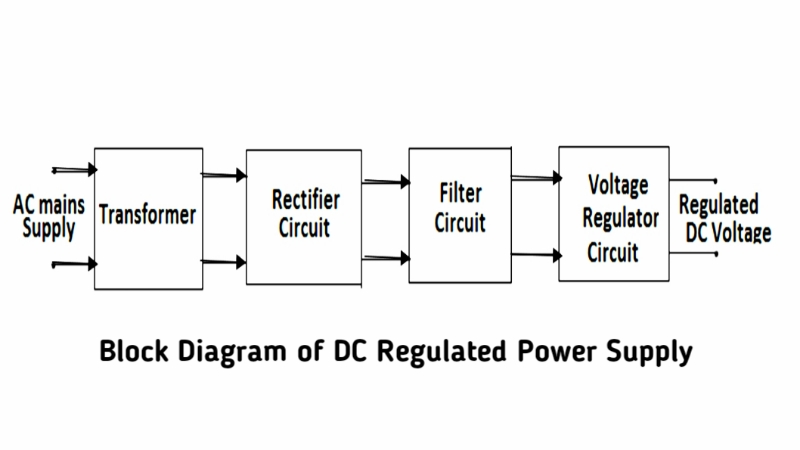 AC mains
Supply
Transformer
Rectifier
Circuit
Filter
Circuit
Voltage
Regulator
Circuit
Regulated
DC Voltage
Block Diagram of DC Regulated Power Supply